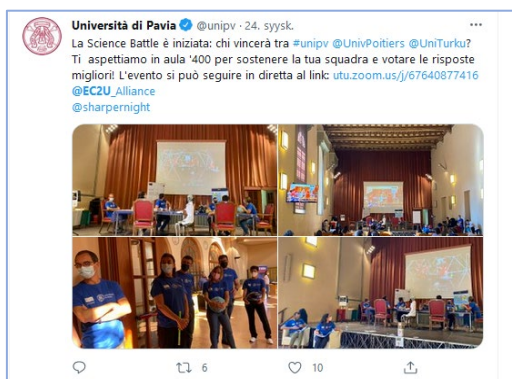 Università di Pavia @unipv · 24. syysk.
La Science Battle è iniziata: chi vincerà tra #unipv @UnivPoitiers @UniTurku?
Ti aspettiamo in aula '400 per sostenere la tua squadra e votare le risposte
migliori! L'evento si può seguire in diretta al link: utu.zoom.us/j/67640877416
@EC2U_Alliance
@sharpernight
6
10